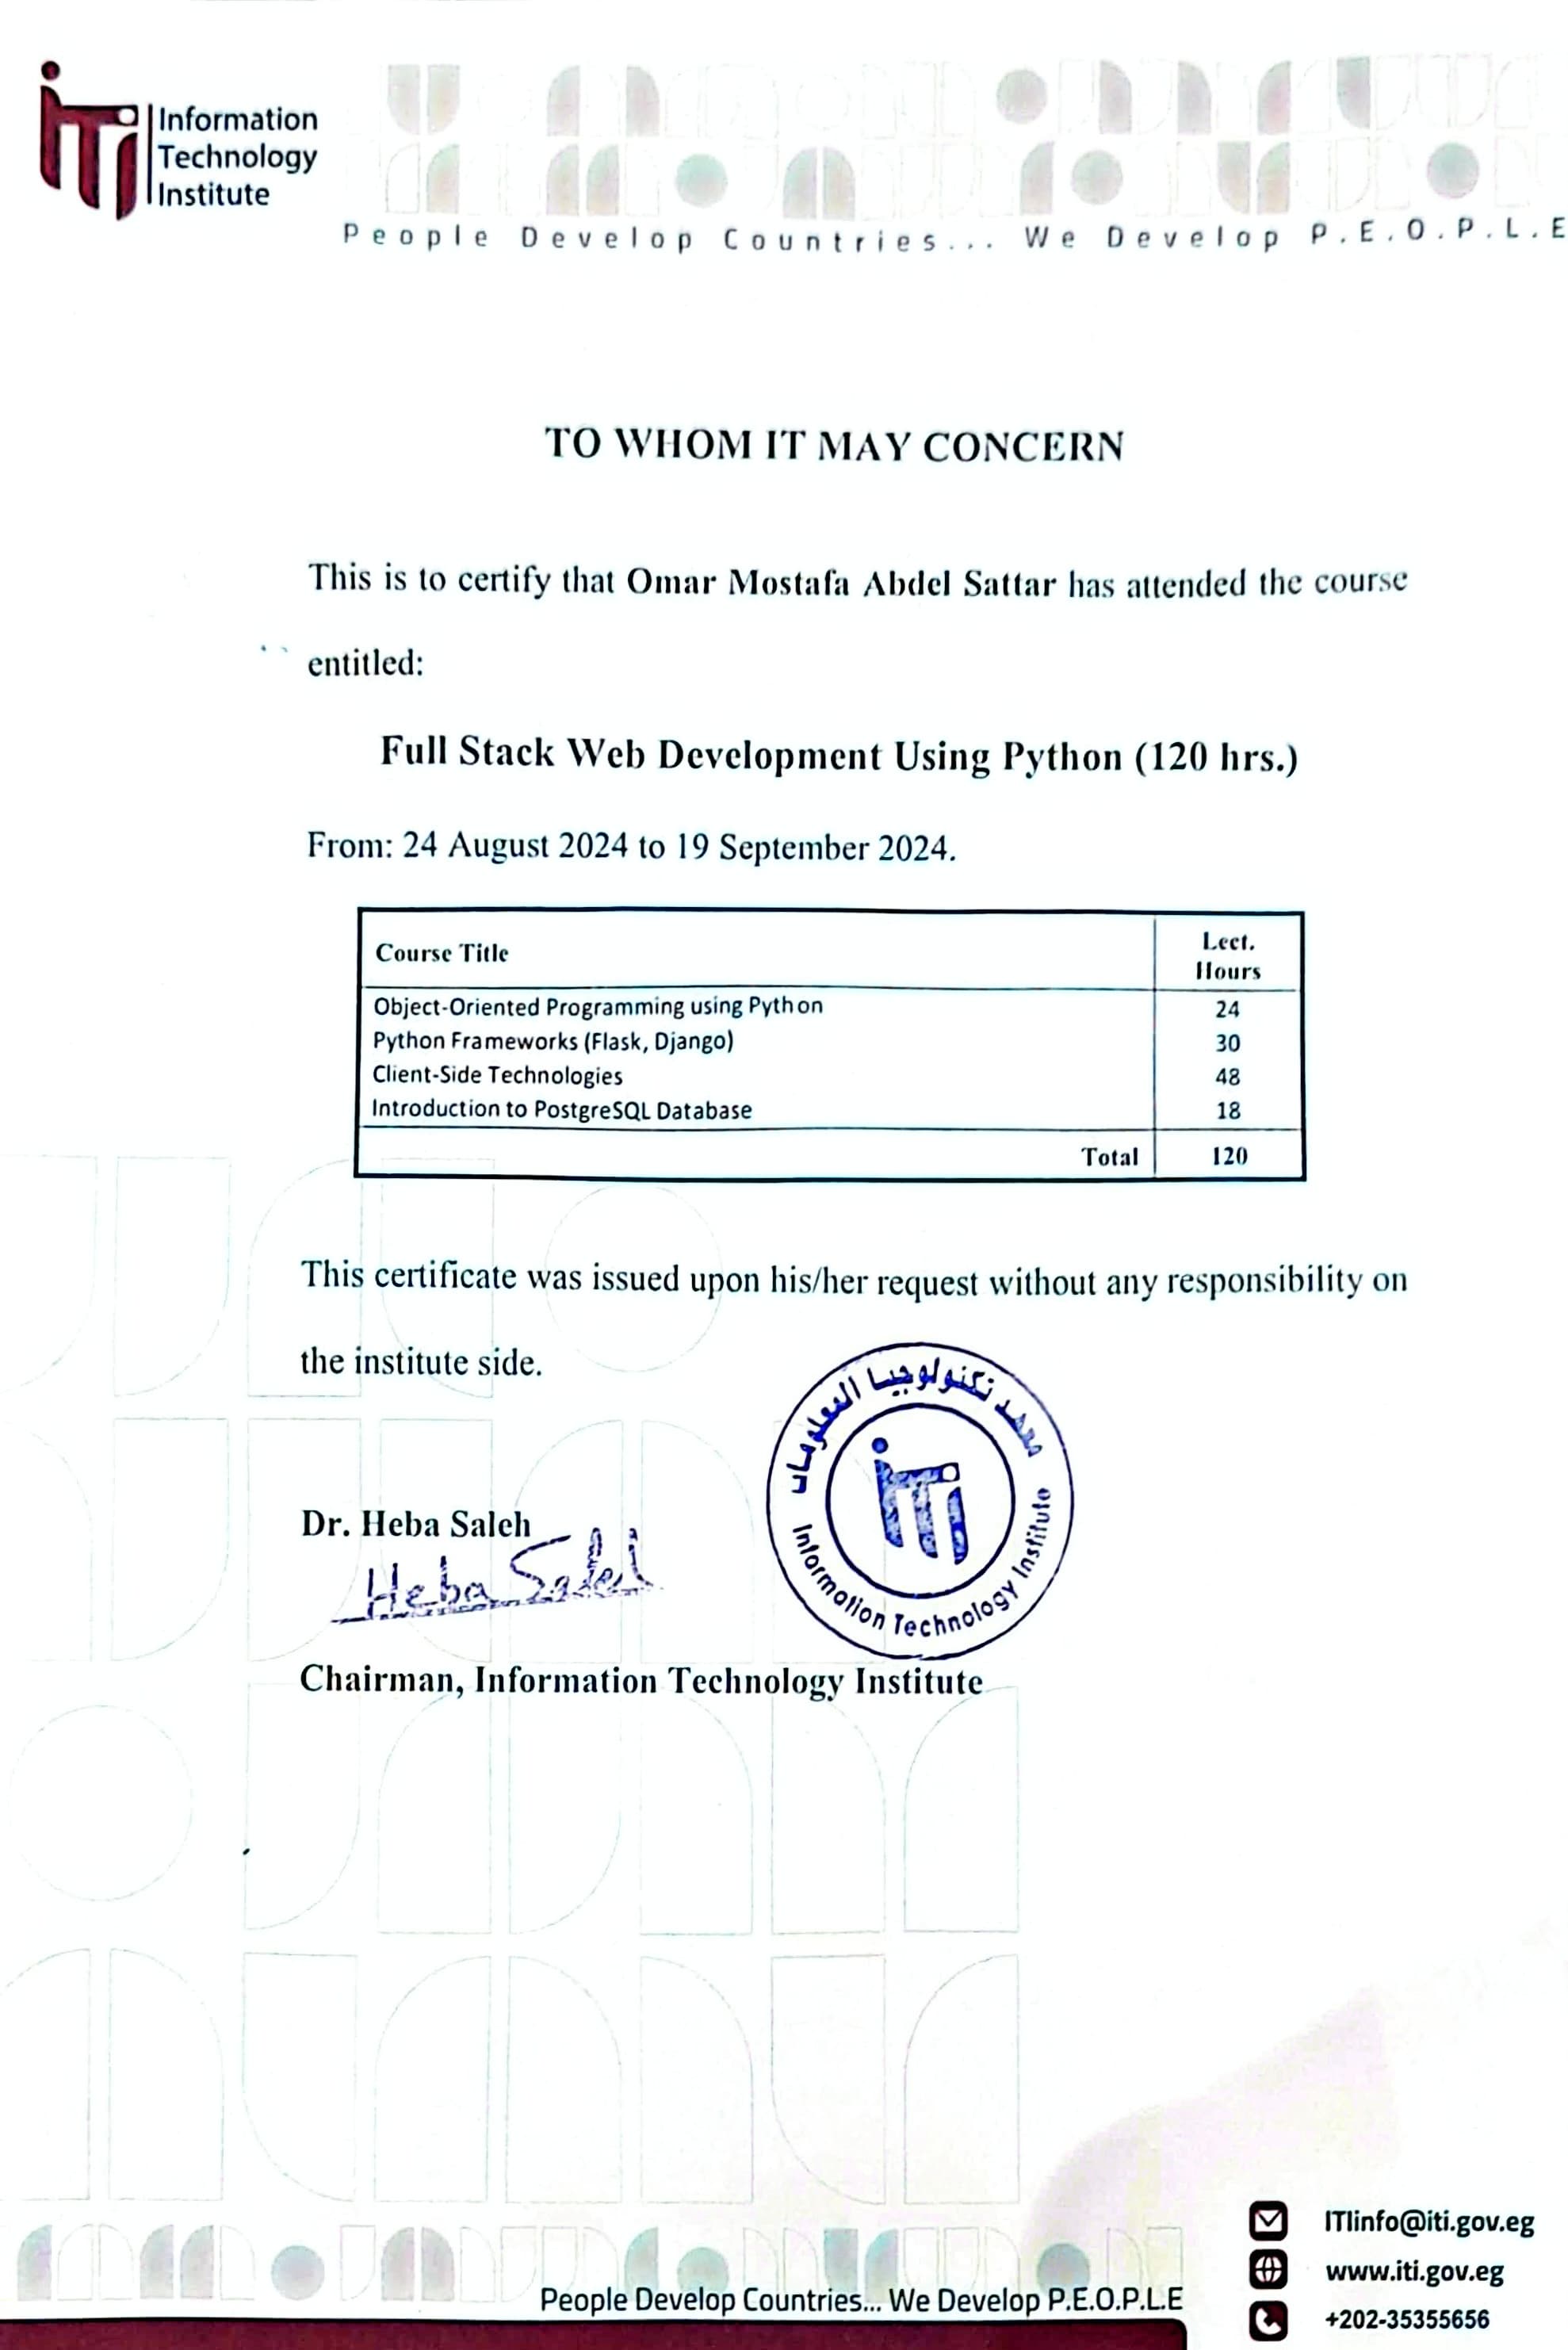 iTi
Information
Technology
Institute
People Develop Countries... We Develop P.E.O.P.L.E
TO WHOM IT MAY CONCERN
This is to certify that Omar Mostafa Abdel Sattar has attended the course
entitled:
Full Stack Web Development Using Python (120 hrs.)
From: 24 August 2024 to 19 September 2024.
Course Title Lect. Hours
Object-Oriented Programming using Python 24
Python Frameworks (Flask, Django) 30
Client-Side Technologies 48
Introduction to PostgreSQL Database 18
Total 120
This certificate was issued upon his/her request without any responsibility on
the institute side.
معهد تكنولوجيا المعلومات
iTi
Information Technology Institute
Dr. Heba Saleh
Heba Saleh
Chairman, Information Technology Institute
ITIinfo@iti.gov.eg
www.iti.gov.eg
+202-35355656
People Develop Countries... We Develop P.E.O.P.L.E